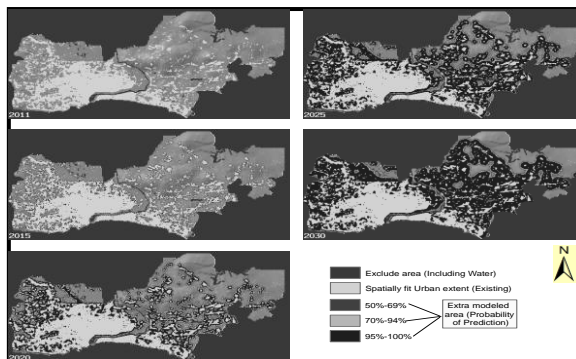 2011
2025
2015
2030
2020
N
Exclude area (Including Water)
Spatially fit Urban extent (Existing)
50%-69%
70%-94%
95%-100%
Extra modeled
area (Probability
of Prediction)